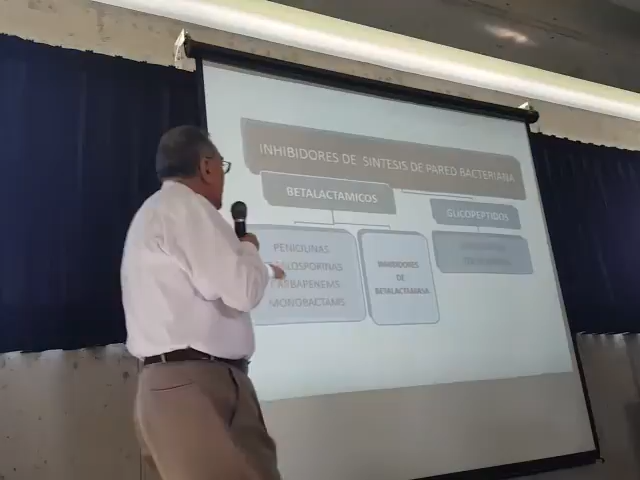 INHIBIDORES DE SINTESIS DE PARED BACTERIANA
BETALACTAMICOS
GLICOPEPTIDOS
PENICILINAS
CARBAPENEMS
MONOBACTAMS
INHIBIDORES
DE
BETALACTAMASA